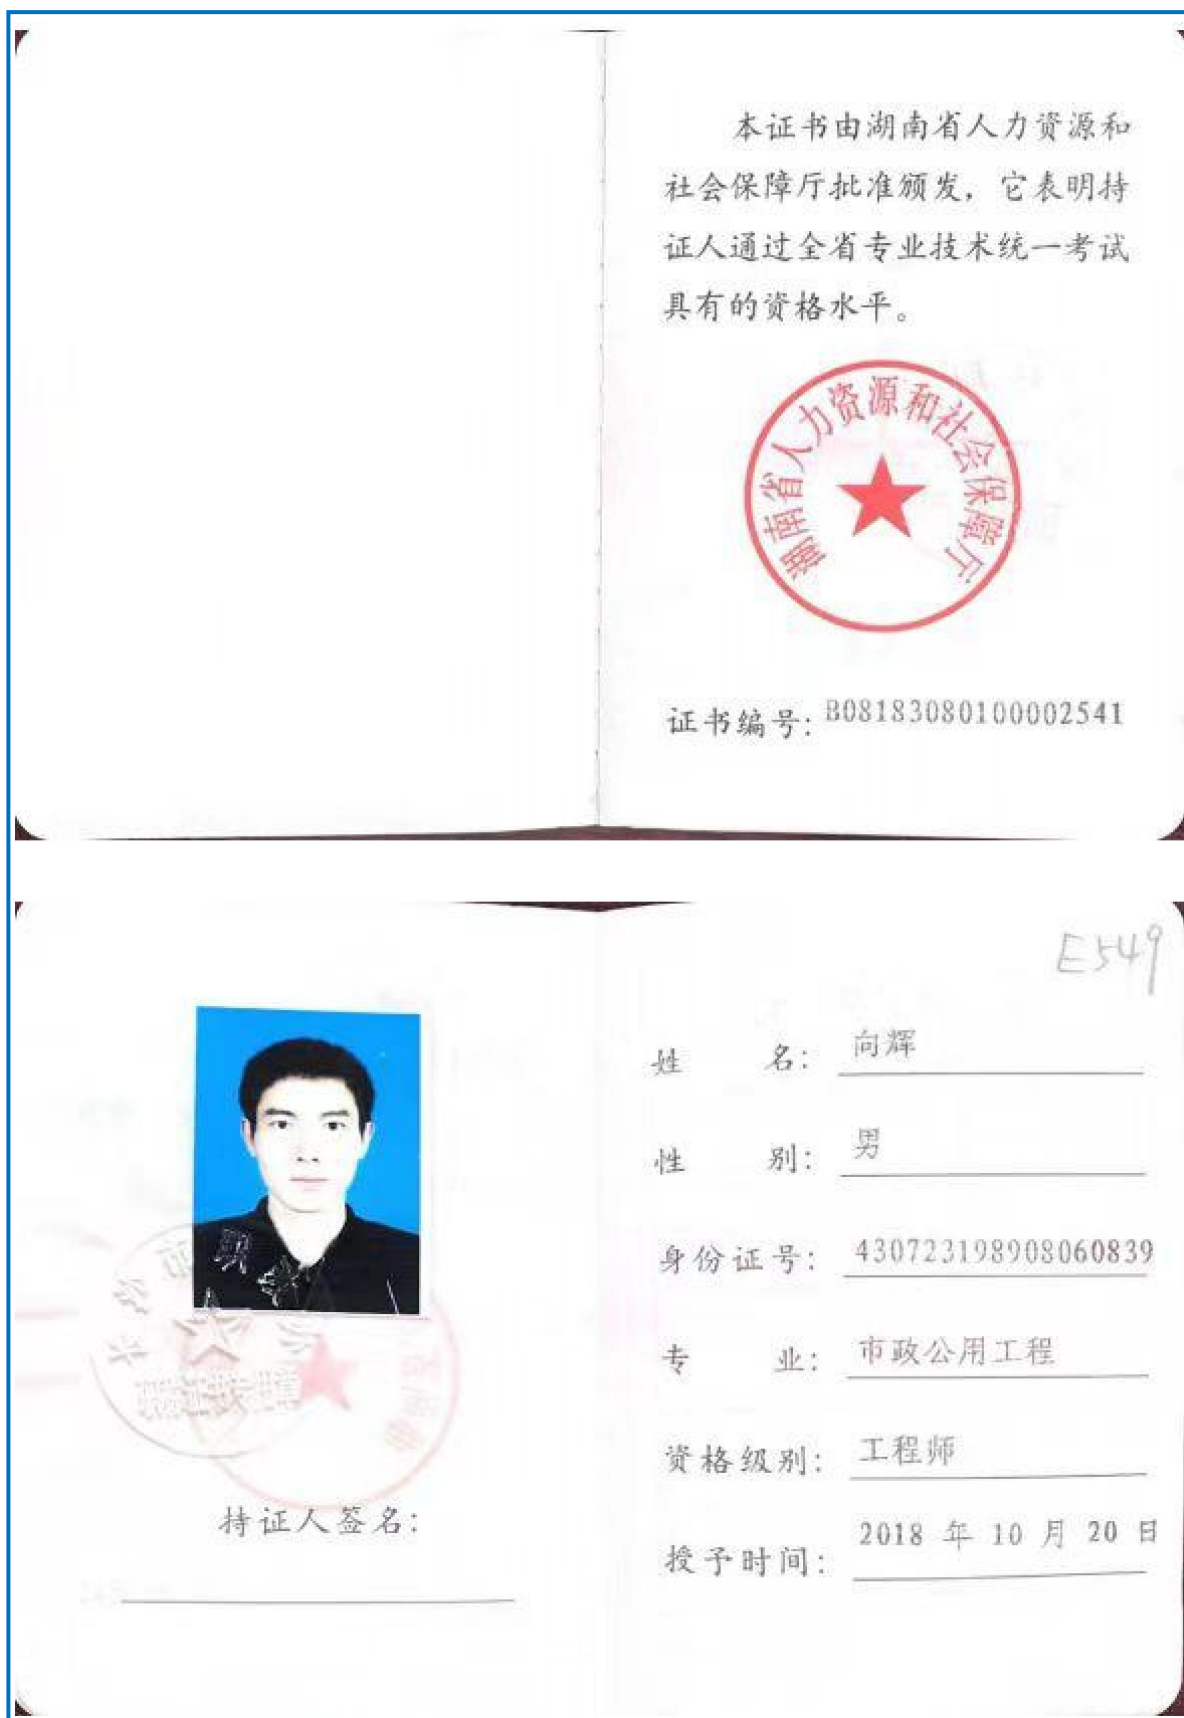 本证书由湖南省人力资源和
社会保障厅批准颁发，它表明持
证人通过全省专业技术统一考试
具有的资格水平。
湖南省人力资源和社会保障厅
证书编号：B08183080100002541
E549
姓 名：向辉
性 别：男
身份证号：430723198908060839
专 业：市政公用工程
资格级别：工程师
授予时间：2018 年 10 月 20 日
持证人签名：